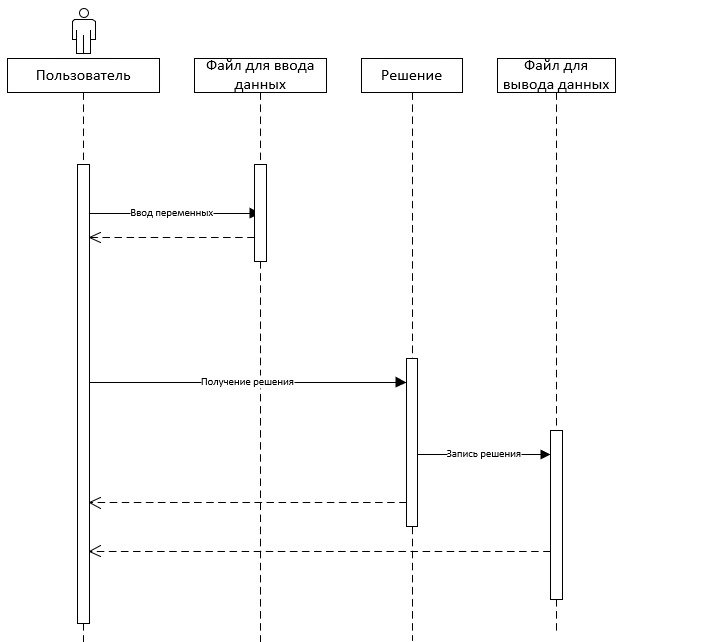 Пользователь
Файл для ввода
данных
Решение
Файл для
вывода данных
Ввод переменных
Получение решения
Запись решения